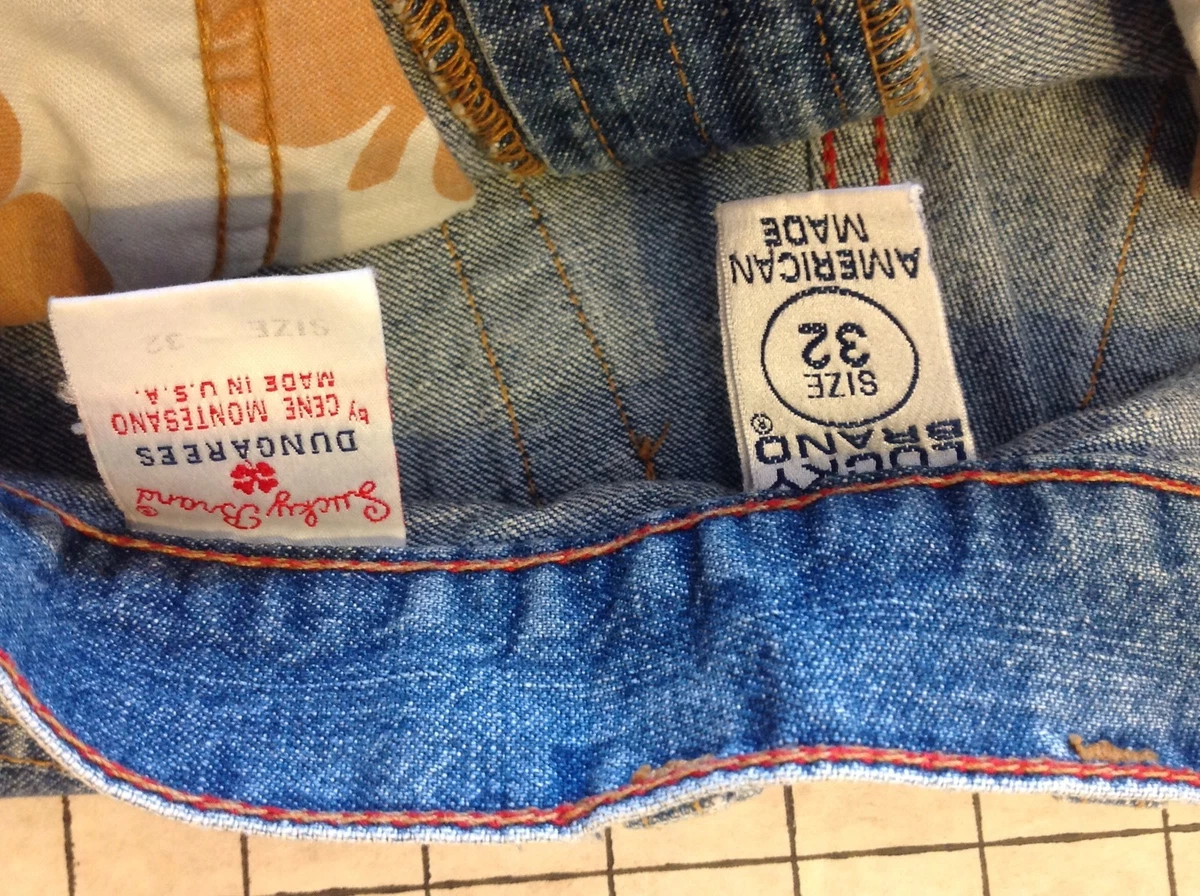 Lucky Brand
DUNGAREES
by GENE MONTESANO
MADE IN U.S.A.
SIZE 32
LUCKY
BRAND®
SIZE
32
AMERICAN
MADE